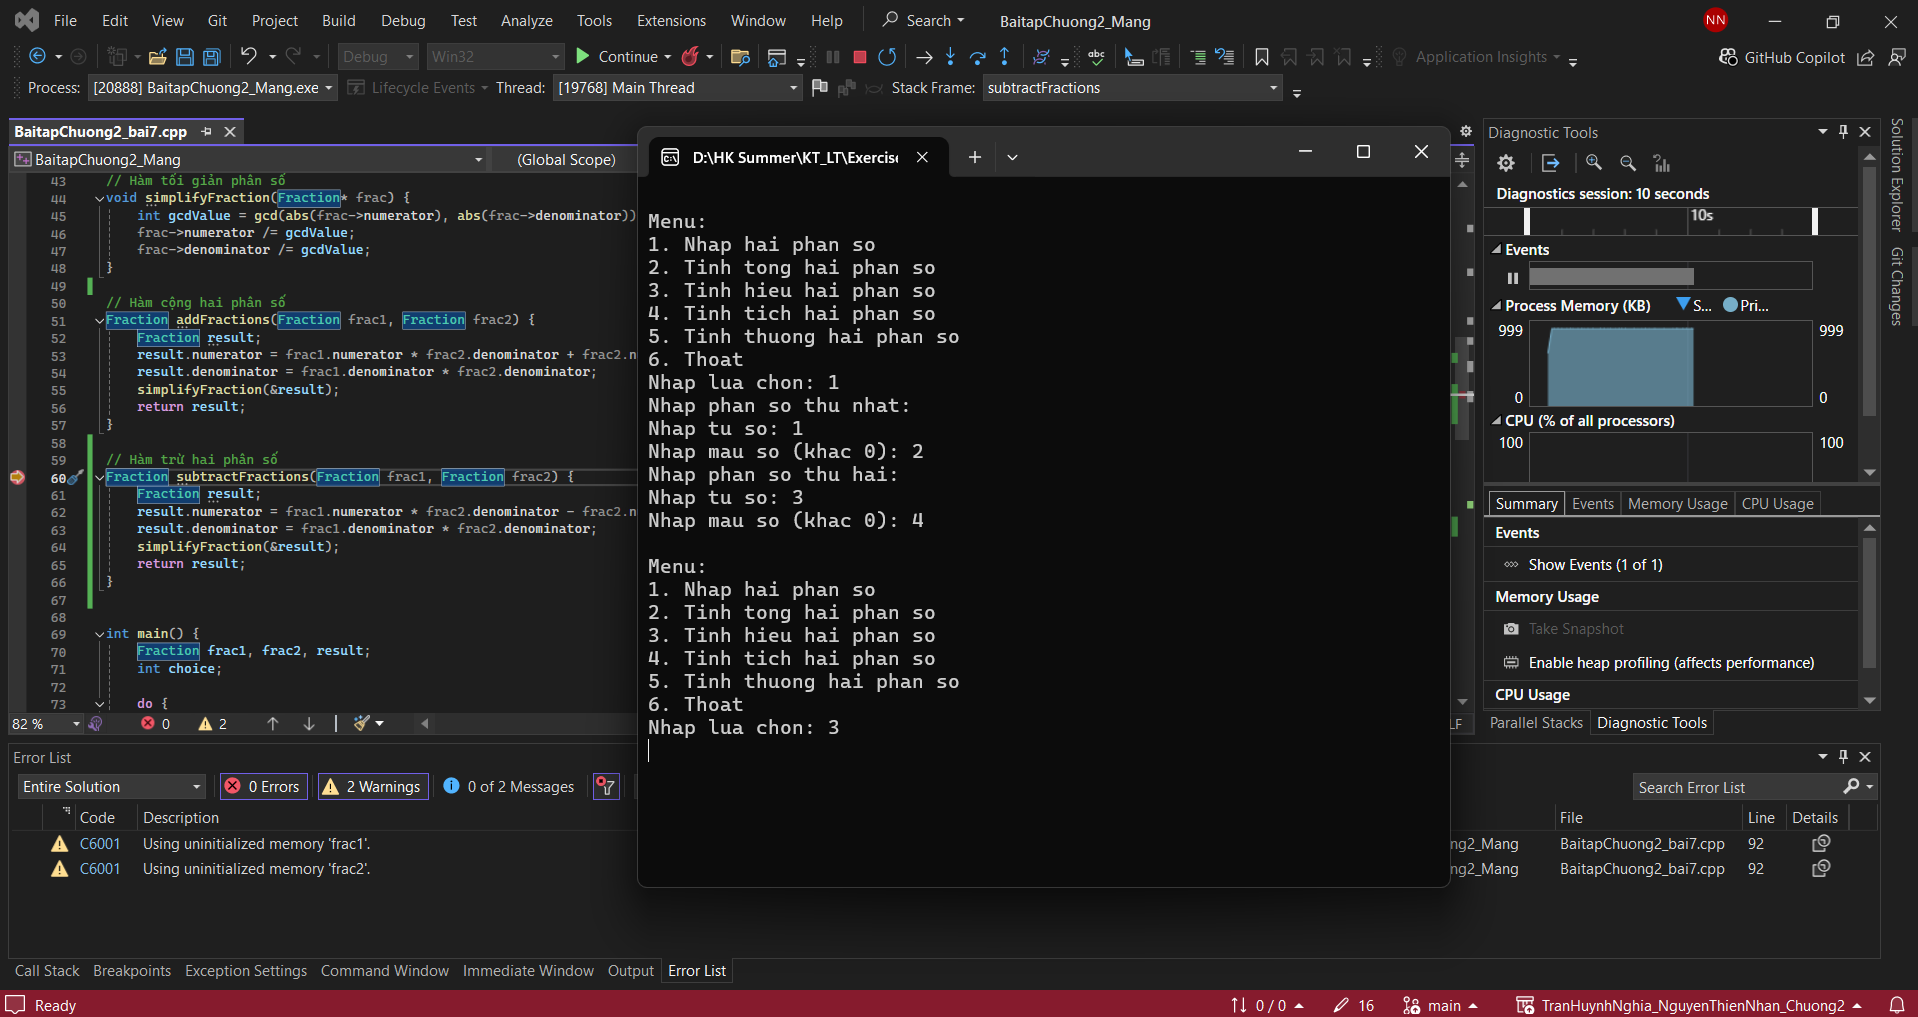 File Edit View Git Project Build Debug Test Analyze Tools Extensions Window Help Search BaitapChuong2_Mang NN
Debug Win32 Continue abc Application Insights GitHub Copilot
Process: [20888] BaitapChuong2_Mang.exe Lifecycle Events Thread: [19768] Main Thread Stack Frame: subtractFractions
BaitapChuong2_bai7.cpp
BaitapChuong2_Mang (Global Scope)
43 // Hàm tối giản phân số
44 void simplifyFraction(Fraction* frac) {
45 int gcdValue = gcd(abs(frac->numerator), abs(frac->denominator))
46 frac->numerator /= gcdValue;
47 frac->denominator /= gcdValue;
48 }
49
50 // Hàm cộng hai phân số
51 Fraction addFractions(Fraction frac1, Fraction frac2) {
52 Fraction result;
53 result.numerator = frac1.numerator * frac2.denominator + frac2.n
54 result.denominator = frac1.denominator * frac2.denominator;
55 simplifyFraction(&result);
56 return result;
57 }
58
59 // Hàm trừ hai phân số
60 Fraction subtractFractions(Fraction frac1, Fraction frac2) {
61 Fraction result;
62 result.numerator = frac1.numerator * frac2.denominator - frac2.n
63 result.denominator = frac1.denominator * frac2.denominator;
64 simplifyFraction(&result);
65 return result;
66 }
67
68
69 int main() {
70 Fraction frac1, frac2, result;
71 int choice;
72
73 do {
82 % 0 2 LF
D:\HK Summer\KT_LT\Exercise
Menu:
1. Nhap hai phan so
2. Tinh tong hai phan so
3. Tinh hieu hai phan so
4. Tinh tich hai phan so
5. Tinh thuong hai phan so
6. Thoat
Nhap lua chon: 1
Nhap phan so thu nhat:
Nhap tu so: 1
Nhap mau so (khac 0): 2
Nhap phan so thu hai:
Nhap tu so: 3
Nhap mau so (khac 0): 4
Menu:
1. Nhap hai phan so
2. Tinh tong hai phan so
3. Tinh hieu hai phan so
4. Tinh tich hai phan so
5. Tinh thuong hai phan so
6. Thoat
Nhap lua chon: 3
Diagnostic Tools
Diagnostics session: 10 seconds
10s
Events
Process Memory (KB) S... Pri...
999 999
0 0
CPU (% of all processors)
100 100
Summary Events Memory Usage CPU Usage
Events
Show Events (1 of 1)
Memory Usage
Take Snapshot
Enable heap profiling (affects performance)
CPU Usage
Parallel Stacks Diagnostic Tools
Solution Explorer
Git Changes
Error List
Entire Solution 0 Errors 2 Warnings 0 of 2 Messages Search Error List
Code Description File Line Details
C6001 Using uninitialized memory 'frac1'. ng2_Mang BaitapChuong2_bai7.cpp 92
C6001 Using uninitialized memory 'frac2'. ng2_Mang BaitapChuong2_bai7.cpp 92
Call Stack Breakpoints Exception Settings Command Window Immediate Window Output Error List
Ready 0 / 0 16 main TranHuynhNghia_NguyenThienNhan_Chuong2